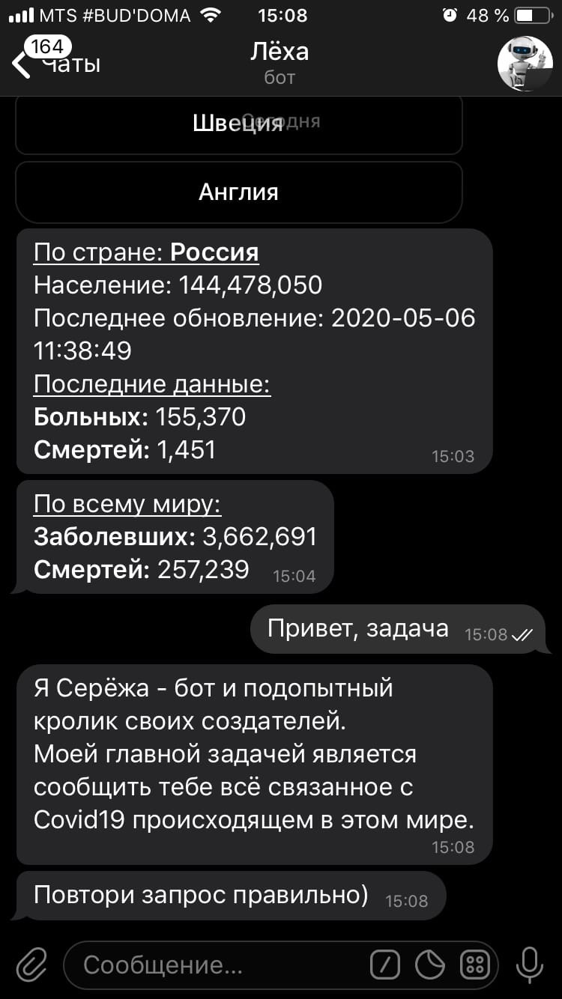 MTS #BUD'DOMA 15:08 48 %
164
Чаты
Лёха
бот
Сегодня
Швеция
Англия
По стране: Россия
Население: 144,478,050
Последнее обновление: 2020-05-06
11:38:49
Последние данные:
Больных: 155,370
Смертей: 1,451
15:03
По всему миру:
Заболевших: 3,662,691
Смертей: 257,239 15:04
Привет, задача 15:08
Я Серёжа - бот и подопытный
кролик своих создателей.
Моей главной задачей является
сообщить тебе всё связанное с
Covid19 происходящем в этом мире.
15:08
Повтори запрос правильно) 15:08
Сообщение...